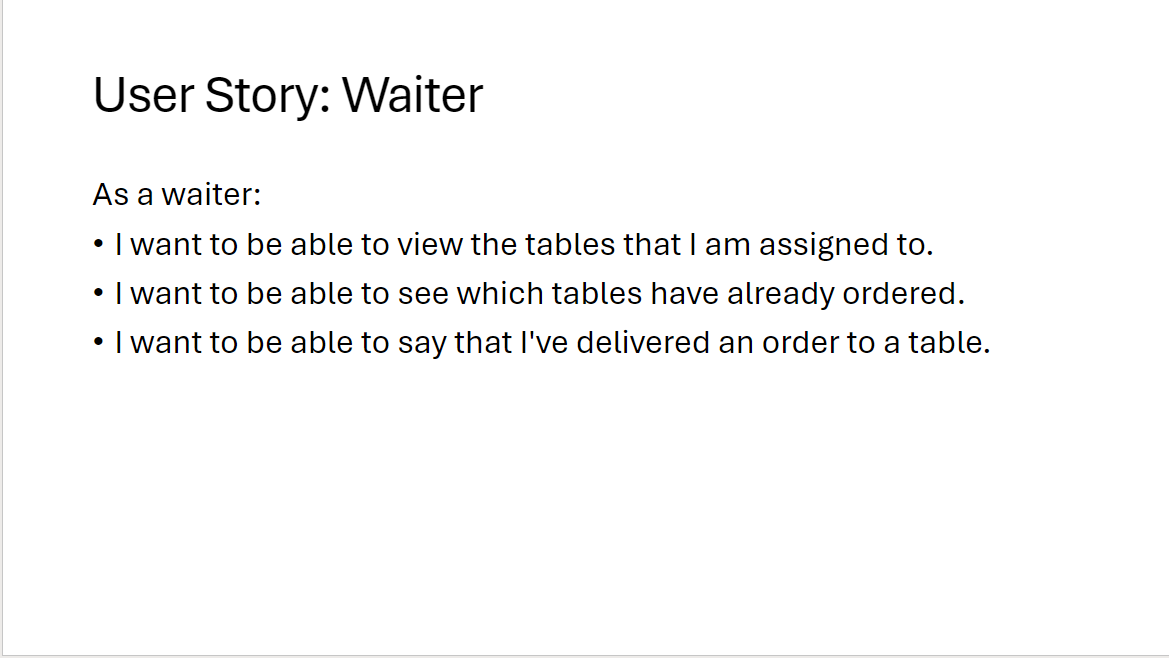 User Story: Waiter
As a waiter:
• I want to be able to view the tables that I am assigned to.
• I want to be able to see which tables have already ordered.
• I want to be able to say that I've delivered an order to a table.